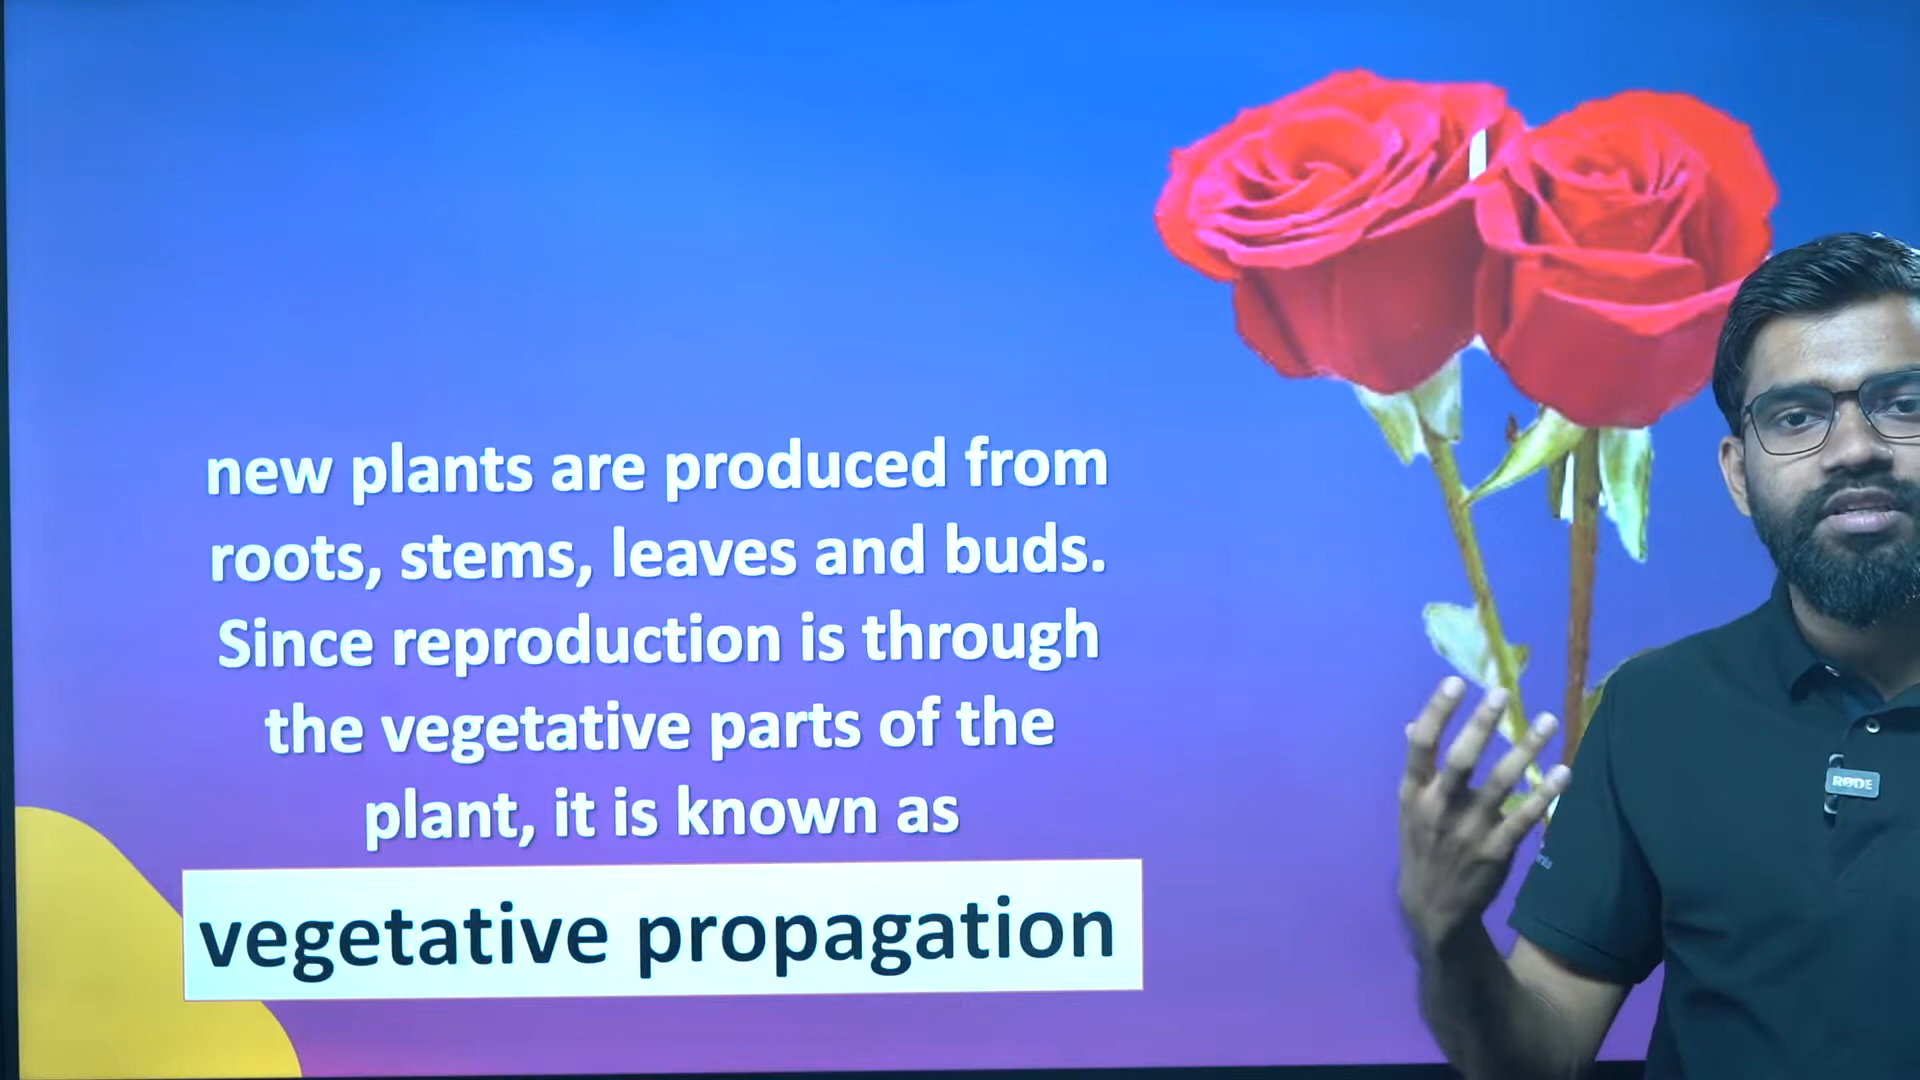 new plants are produced from
roots, stems, leaves and buds.
Since reproduction is through
the vegetative parts of the
plant, it is known as
vegetative propagation
RØDE